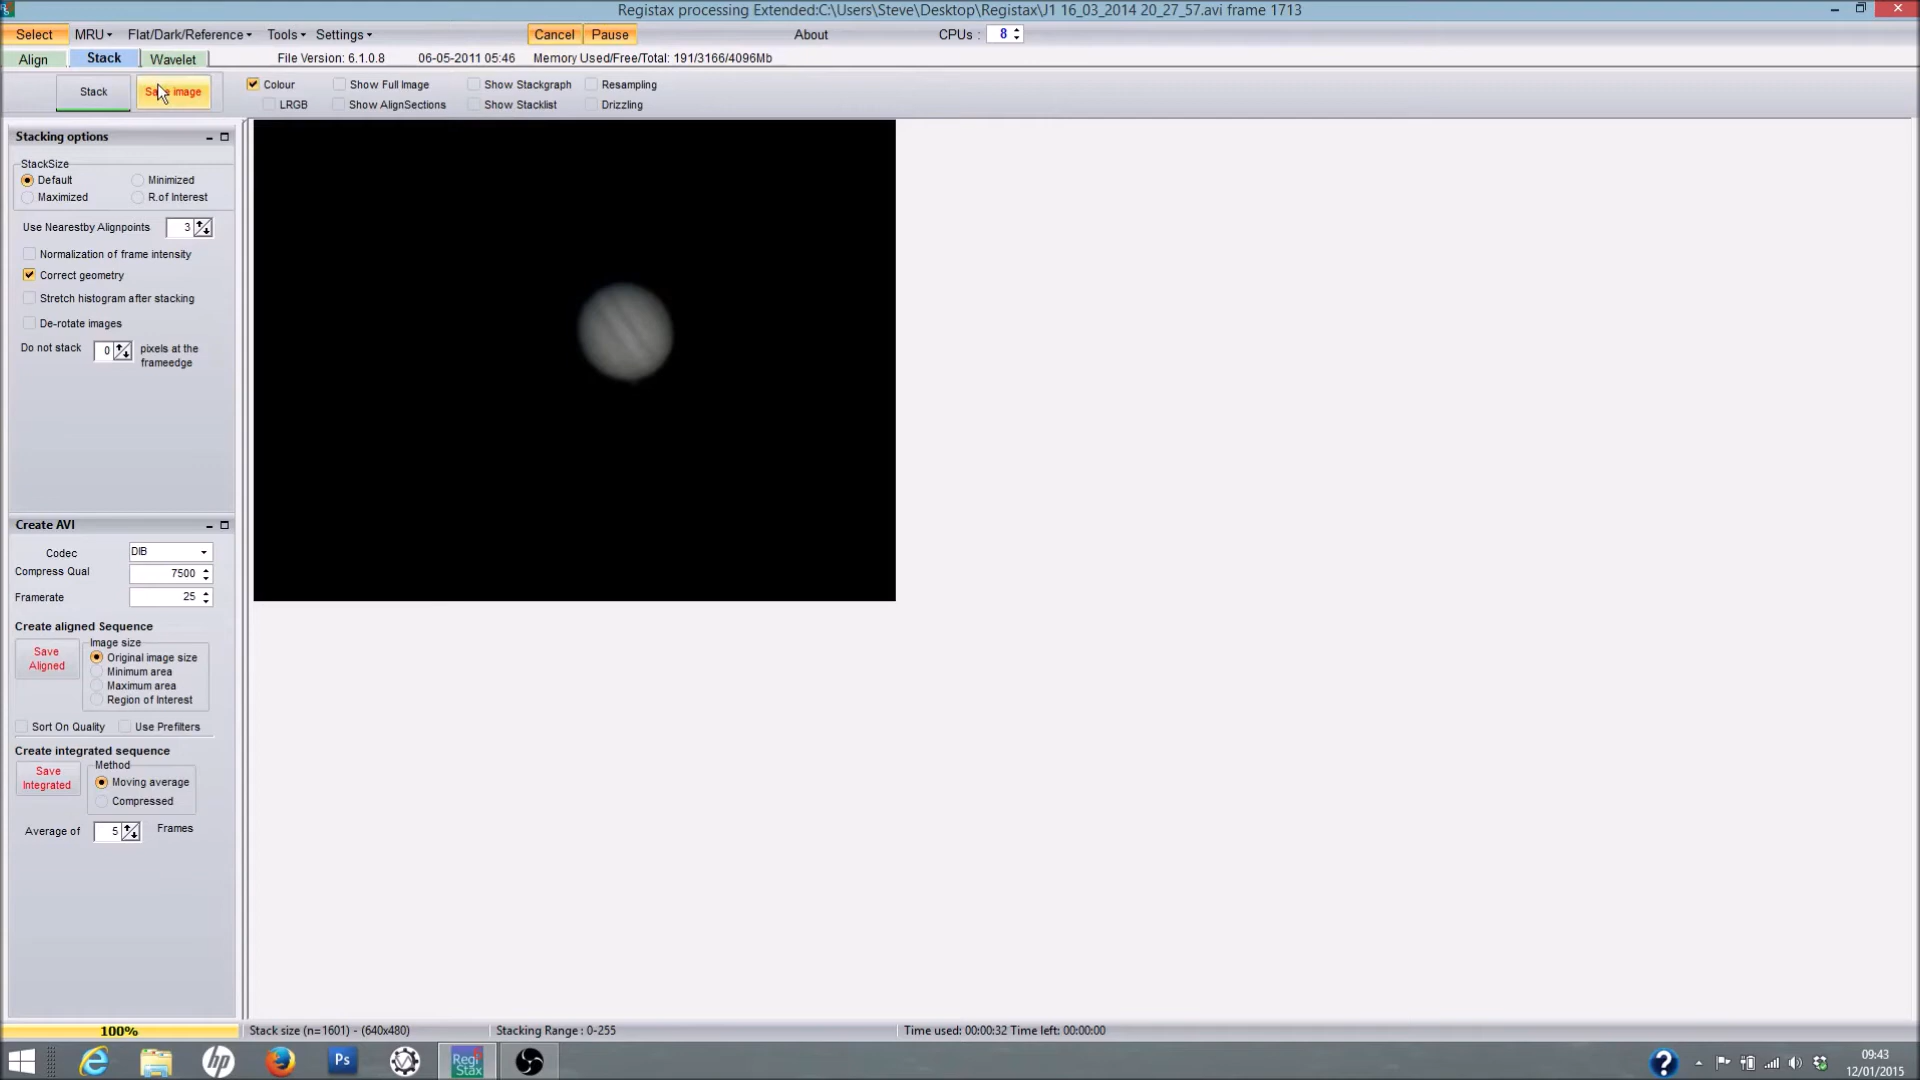 Registax processing Extended:C:\Users\Steve\Desktop\Registax\J1 16_03_2014 20_27_57.avi frame 1713
Select MRU Flat/Dark/Reference Tools Settings Cancel Pause About CPUs : 8
Align Stack Wavelet File Version: 6.1.0.8 06-05-2011 05:46 Memory Used/Free/Total: 191/3166/4096Mb
Stack image Colour Show Full Image Show Stackgraph Resampling
LRGB Show AlignSections Show Stacklist Drizzling
Stacking options
StackSize
Default Minimized
Maximized R.of Interest
Use Nearestby Alignpoints 3
Normalization of frame intensity
Correct geometry
Stretch histogram after stacking
De-rotate images
Do not stack 0 pixels at the
frameedge
Create AVI
Codec DIB
Compress Qual 7500
Framerate 25
Create aligned Sequence
Image size
Save
Aligned
Original image size
Minimum area
Maximum area
Region of Interest
Sort On Quality Use Prefilters
Create integrated sequence
Method
Save
Integrated
Moving average
Compressed
Average of 5 Frames
100% Stack size (n=1601) - (640x480) Stacking Range : 0-255 Time used: 00:00:32 Time left: 00:00:00
hp Ps Regi
Stax
?
09:43
12/01/2015